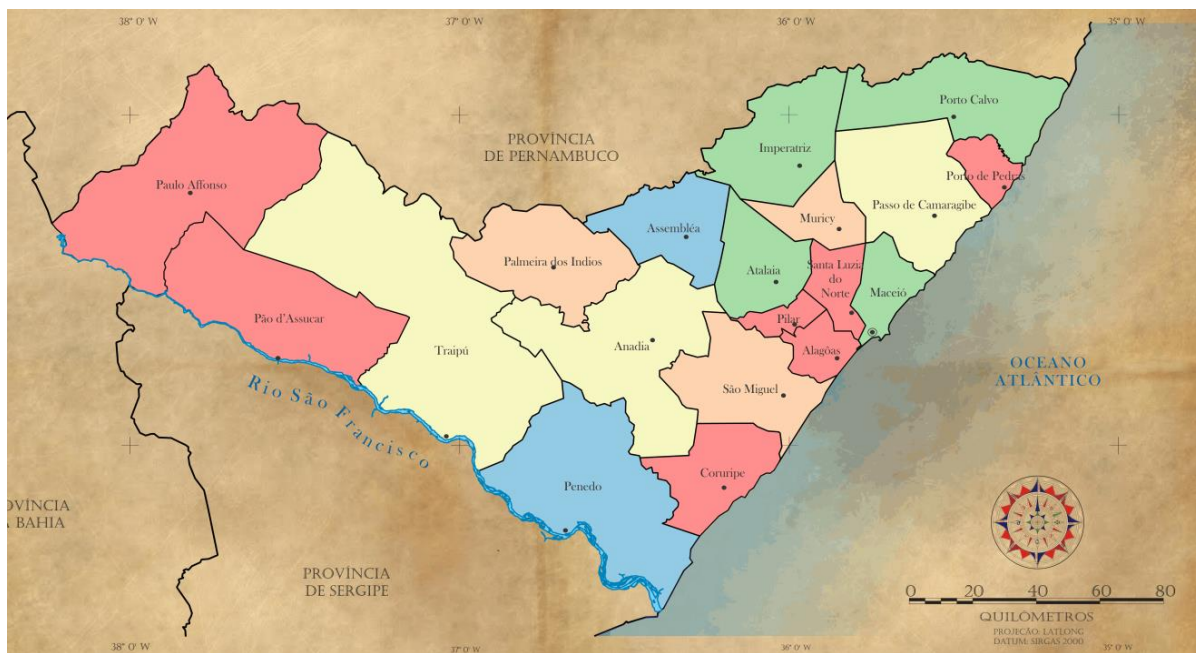 38° 0' W
37° 0' W
36° 0' W
35° 0' W
Porto Calvo
PROVÍNCIA
DE PERNAMBUCO
Imperatriz
Porto de Pedras
Paulo Affonso
Passo de Camaragibe
Muricy
Assembléa
Palmeira dos Indios
Santa Luzia
do
Norte
Atalaia
Maceió
Pão d'Assucar
Pilar
Anadia
Traipú
Alagôas
OCEANO
ATLÂNTICO
São Miguel
Rio São Francisco
Coruripe
Penedo
OVÍNCIA
A BAHIA
PROVÍNCIA
DE SERGIPE
0 20 40 60 80
QUILÔMETROS
PROJEÇÃO: LATLONG
DATUM: SIRGAS 2000
38° 0' W
37° 0' W
36° 0' W
35° 0' W